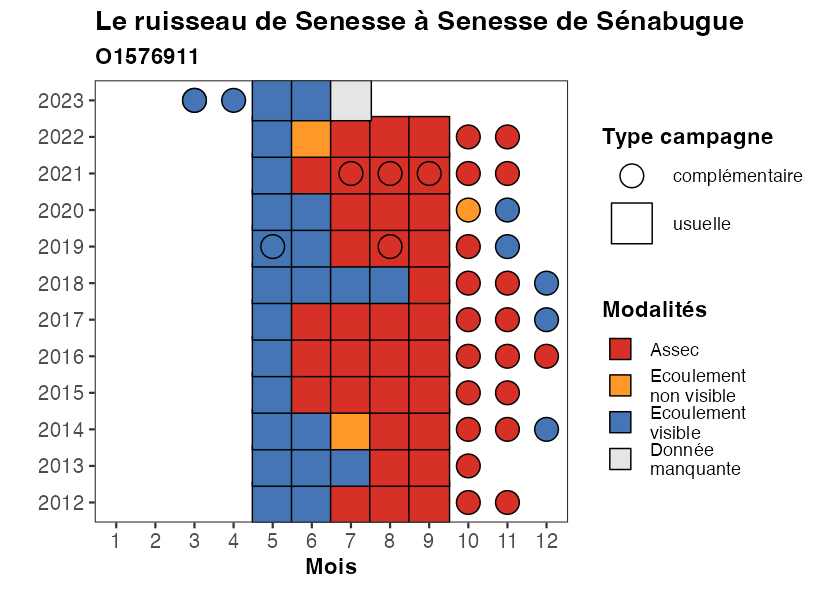 Le ruisseau de Senesse à Senesse de Sénabugue
O1576911
2023
2022
2021
2020
2019
2018
2017
2016
2015
2014
2013
2012
1 2 3 4 5 6 7 8 9 10 11 12
Mois
Type campagne
complémentaire
usuelle
Modalités
Assec
Ecoulement
non visible
Ecoulement
visible
Donnée
manquante